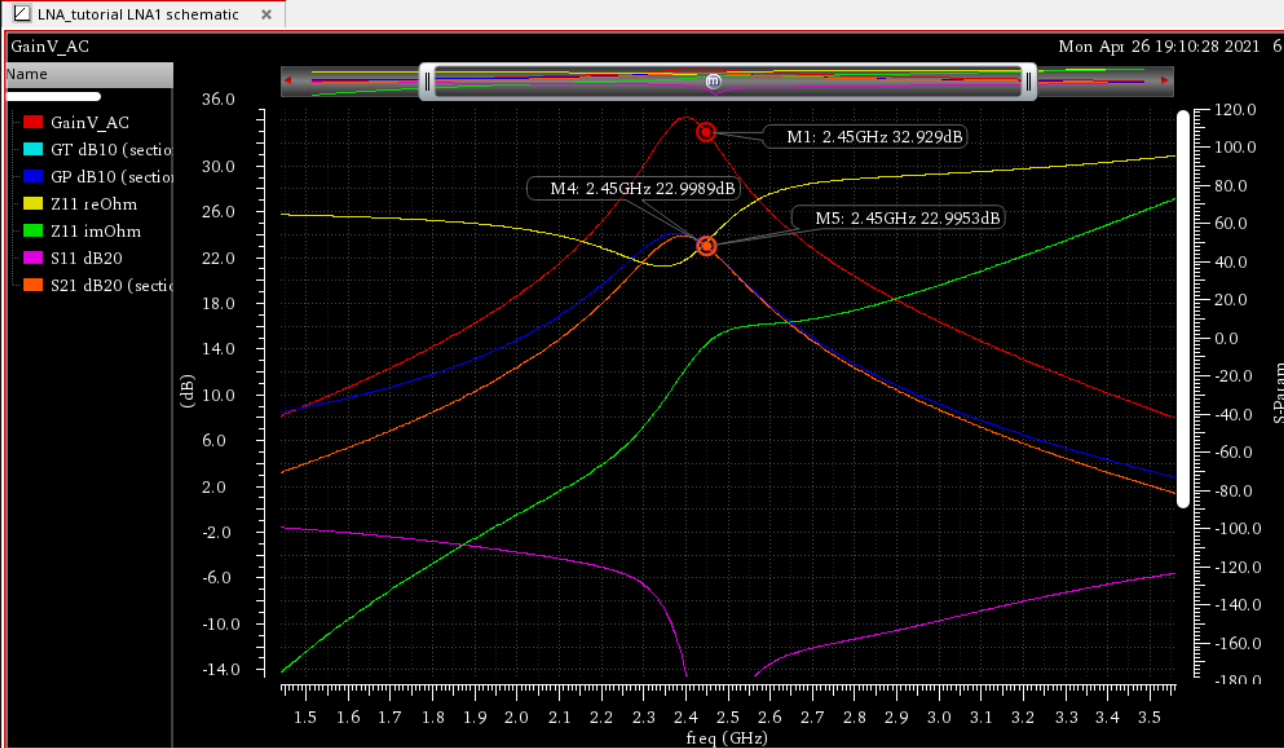 LNA_tutorial LNA1 schematic ×
GainV_AC
Mon Apr 26 19:10:28 2021 6
Name
GainV_AC
GT dB10 (sectio
GP dB10 (sectio
Z11 reOhm
Z11 imOhm
S11 dB20
S21 dB20 (sectio
m
36.0
30.0
26.0
22.0
18.0
14.0
10.0
6.0
2.0
-2.0
-6.0
-10.0
-14.0
(dB)
M1: 2.45GHz 32.929dB
M4: 2.45GHz 22.9989dB
M5: 2.45GHz 22.9953dB
120.0
100.0
80.0
60.0
40.0
20.0
0.0
-20.0
-40.0
-60.0
-80.0
-100.0
-120.0
-140.0
-160.0
-180.0
S-Param
1.5 1.6 1.7 1.8 1.9 2.0 2.1 2.2 2.3 2.4 2.5 2.6 2.7 2.8 2.9 3.0 3.1 3.2 3.3 3.4 3.5
freq (GHz)